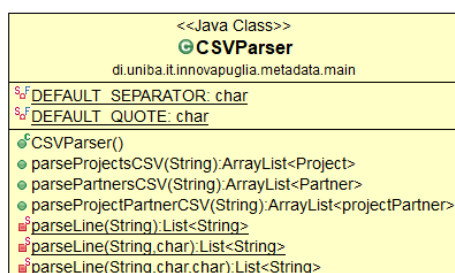 <<Java Class>>
CSVParser
di.uniba.it.innovapuglia.metadata.main
DEFAULT_SEPARATOR: char
DEFAULT_QUOTE: char
CSVParser()
parseProjectsCSV(String):ArrayList<Project>
parsePartnersCSV(String):ArrayList<Partner>
parseProjectPartnerCSV(String):ArrayList<projectPartner>
parseLine(String):List<String>
parseLine(String,char):List<String>
parseLine(String,char,char):List<String>